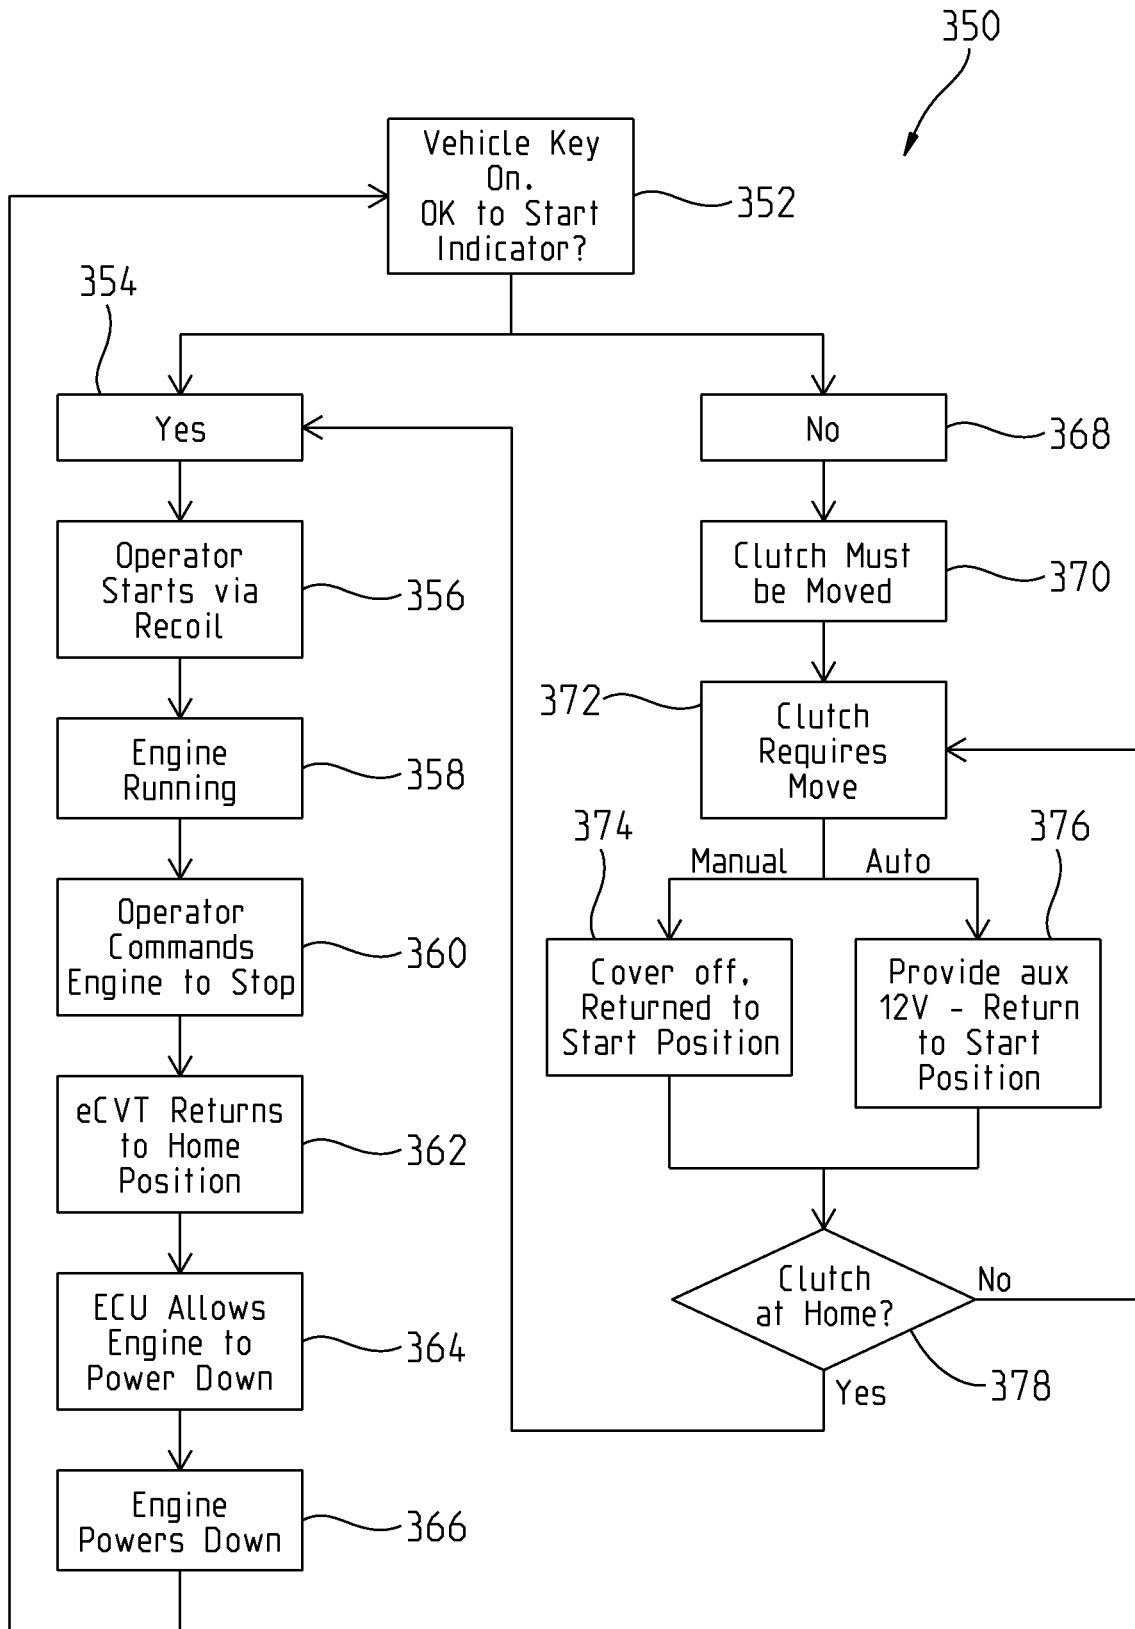 350
Vehicle Key
On.
OK to Start
Indicator?
352
354
Yes
No
368
Operator
Starts via
Recoil
356
Clutch Must
be Moved
370
Engine
Running
358
372
Clutch
Requires
Move
374
Manual
Auto
376
Operator
Commands
Engine to Stop
360
Cover off,
Returned to
Start Position
Provide aux
12V - Return
to Start
Position
eCVT Returns
to Home
Position
362
ECU Allows
Engine to
Power Down
364
Clutch
at Home?
No
Yes
378
Engine
Powers Down
366